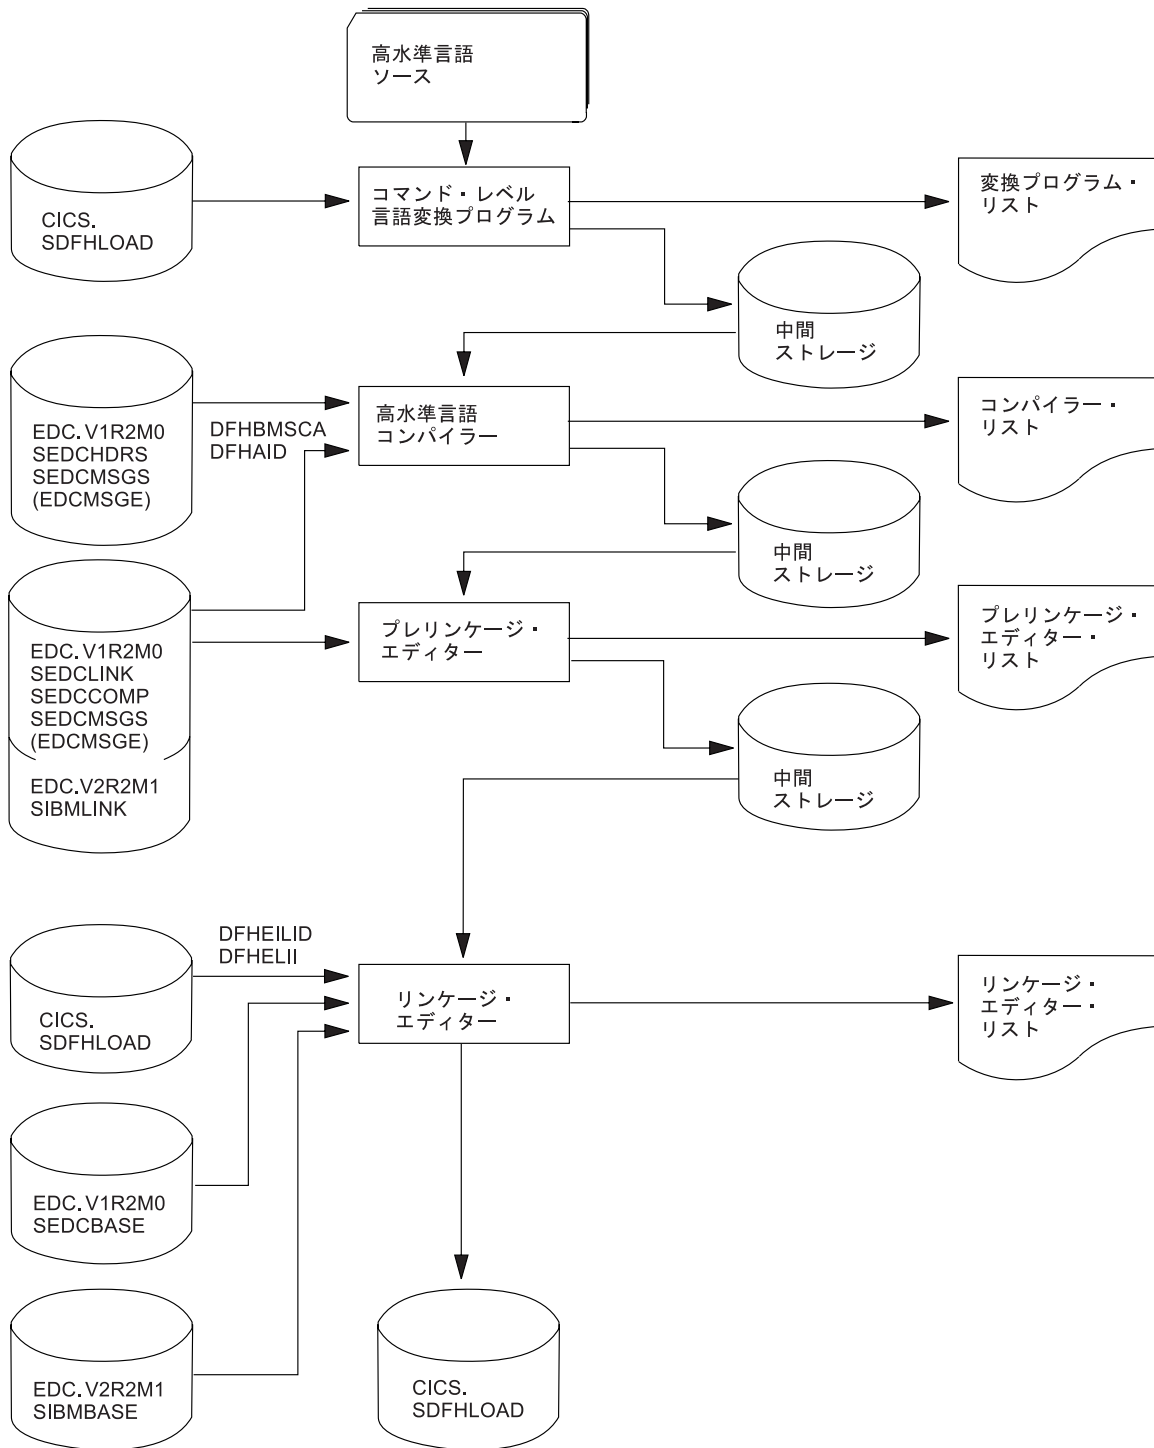 高水準言語
ソース
CICS.
SDFHLOAD
コマンド・レベル
言語変換プログラム
変換プログラム・
リスト
中間
ストレージ
EDC.V1R2M0
SEDCHDRS
SEDCMSGS
(EDCMSGE)
DFHBMSCA
DFHAID
高水準言語
コンパイラー
コンパイラー・
リスト
中間
ストレージ
EDC.V1R2M0
SEDCLINK
SEDCCOMP
SEDCMSGS
(EDCMSGE)
EDC.V2R2M1
SIBMLINK
プレリンケージ・
エディター
プレリンケージ・
エディター・
リスト
中間
ストレージ
CICS.
SDFHLOAD
DFHEILID
DFHELII
リンケージ・
エディター
リンケージ・
エディター・
リスト
EDC.V1R2M0
SEDCBASE
EDC.V2R2M1
SIBMBASE
CICS.
SDFHLOAD